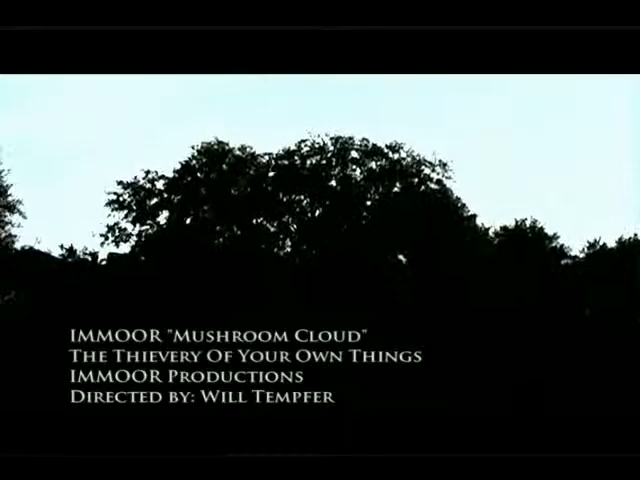 IMMOOR "Mushroom Cloud"
The Thievery Of Your Own Things
IMMOOR Productions
Directed by: Will Tempfer